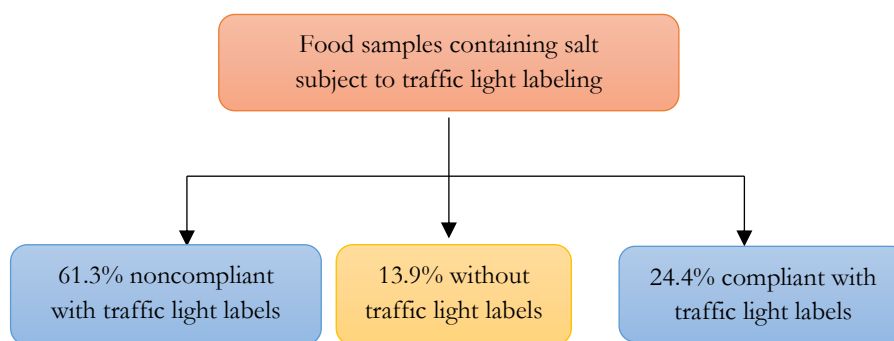 Food samples containing salt
subject to traffic light labeling
61.3% noncompliant
with traffic light labels
13.9% without
traffic light labels
24.4% compliant with
traffic light labels